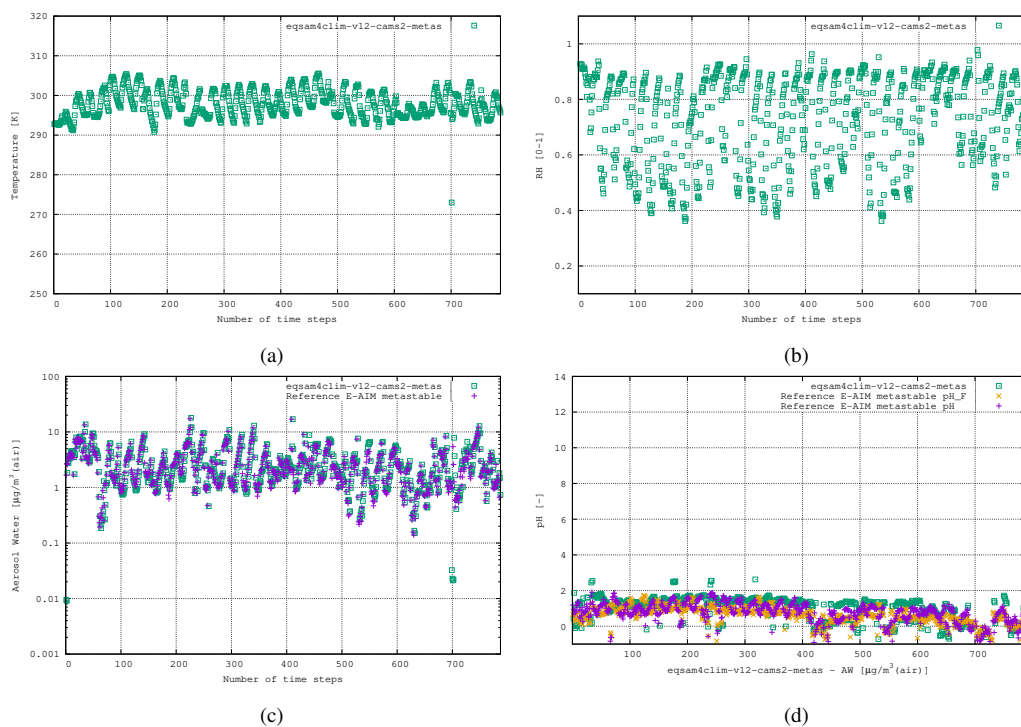 320
310
300
290
280
270
260
250
0 100 200 300 400 500 600 700
Temperature [K]
Number of time steps
eqsam4clim-v12-cams2-metas
(a)
1
0.8
0.6
0.4
0.2
0 100 200 300 400 500 600 700
RH [0-1]
Number of time steps
eqsam4clim-v12-cams2-metas
(b)
100
10
1
0.1
0.01
0.001
0 100 200 300 400 500 600 700
Aerosol Water [μg/m³(air)]
Number of time steps
eqsam4clim-v12-cams2-metas
Reference E-AIM metastable
(c)
14
12
10
8
6
4
2
0
100 200 300 400 500 600 700
pH [-]
eqsam4clim-v12-cams2-metas - AW [μg/m³(air)]
eqsam4clim-v12-cams2-metas
Reference E-AIM metastable pH_F
Reference E-AIM metastable pH
(d)